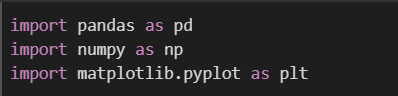 import pandas as pd
import numpy as np
import matplotlib.pyplot as plt